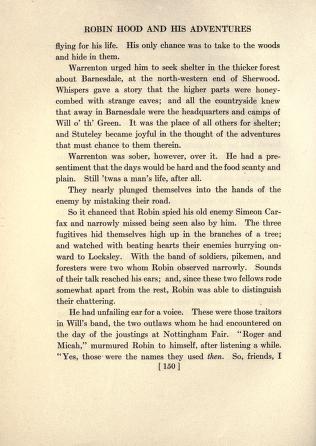 ROBIN HOOD AND HIS ADVENTURES
flying for his life. His only chance was to take to the woods
and hide in them.
Warrenton urged him to seek shelter in the thicker forest
about Barnesdale, at the north-western end of Sherwood.
Whispers gave a story that the higher parts were honey-
combed with strange caves; and all the countryside knew
that away in Barnesdale were the headquarters and camps of
Will o' th' Green. It was the place of all others for shelter;
and Stuteley became joyful in the thought of the adventures
that must chance to them therein.
Warrenton was sober, however, over it. He had a pre-
sentiment that the days would be hard and the food scanty and
plain. Still 'twas a man's life, after all.
They nearly plunged themselves into the hands of the
enemy by mistaking their road.
So it chanced that Robin spied his old enemy Simeon Car-
fax and narrowly missed being seen also by him. The three
fugitives hid themselves high up in the branches of a tree;
and watched with beating hearts their enemies hurrying on-
ward to Locksley. With the band of soldiers, pikemen, and
foresters were two whom Robin observed narrowly. Sounds
of their talk reached his ears; and, since these two fellows rode
somewhat apart from the rest, Robin was able to distinguish
their chattering.
He had unfailing ear for a voice. These were those traitors
in Will's band, the two outlaws whom he had encountered on
the day of the joustings at Nottingham Fair. "Roger and
Micah," murmured Robin to himself, after listening a while.
"Yes, those were the names they used then. So, friends, I
[ 150 ]